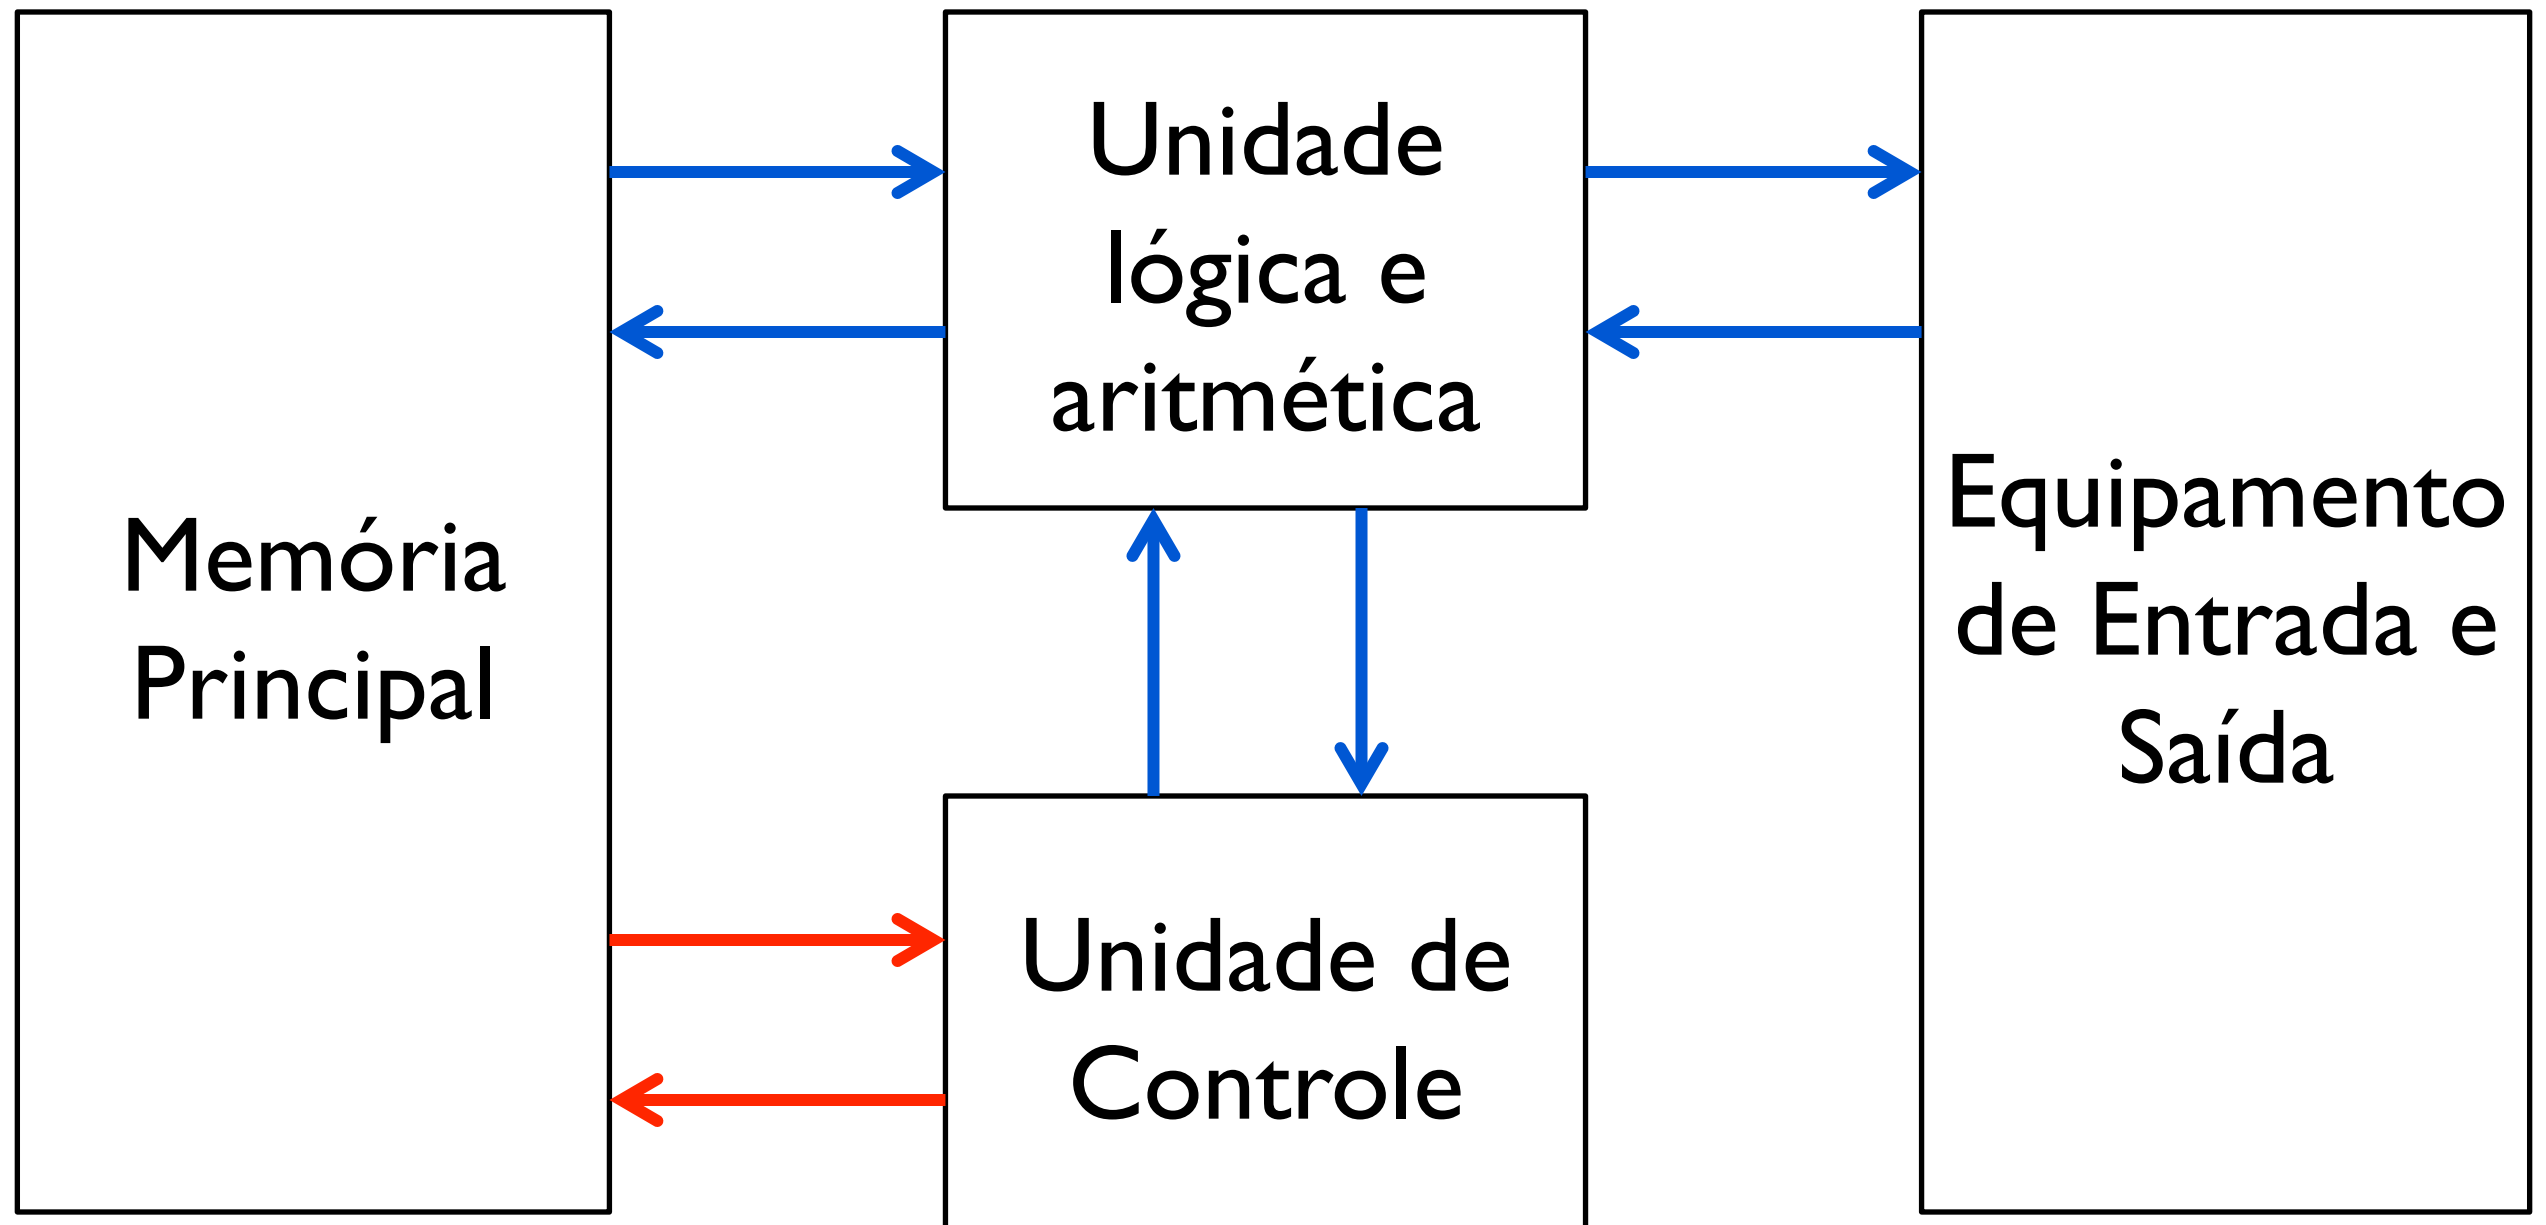 Memória
Principal
Unidade
lógica e
aritmética
Unidade de
Controle
Equipamento
de Entrada e
Saída